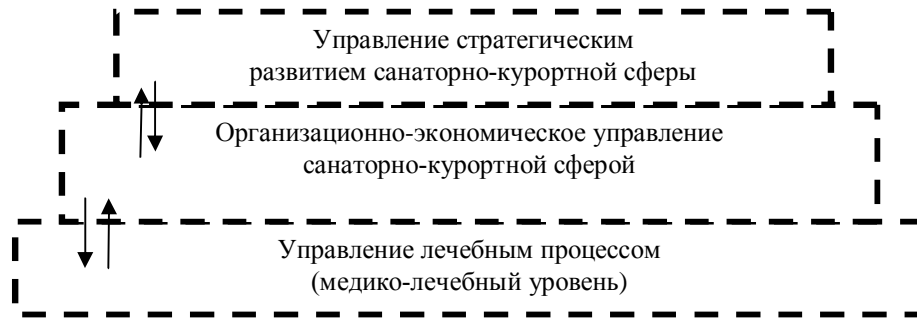 Управление стратегическим
развитием санаторно-курортной сферы
Организационно-экономическое управление
санаторно-курортной сферой
Управление лечебным процессом
(медико-лечебный уровень)